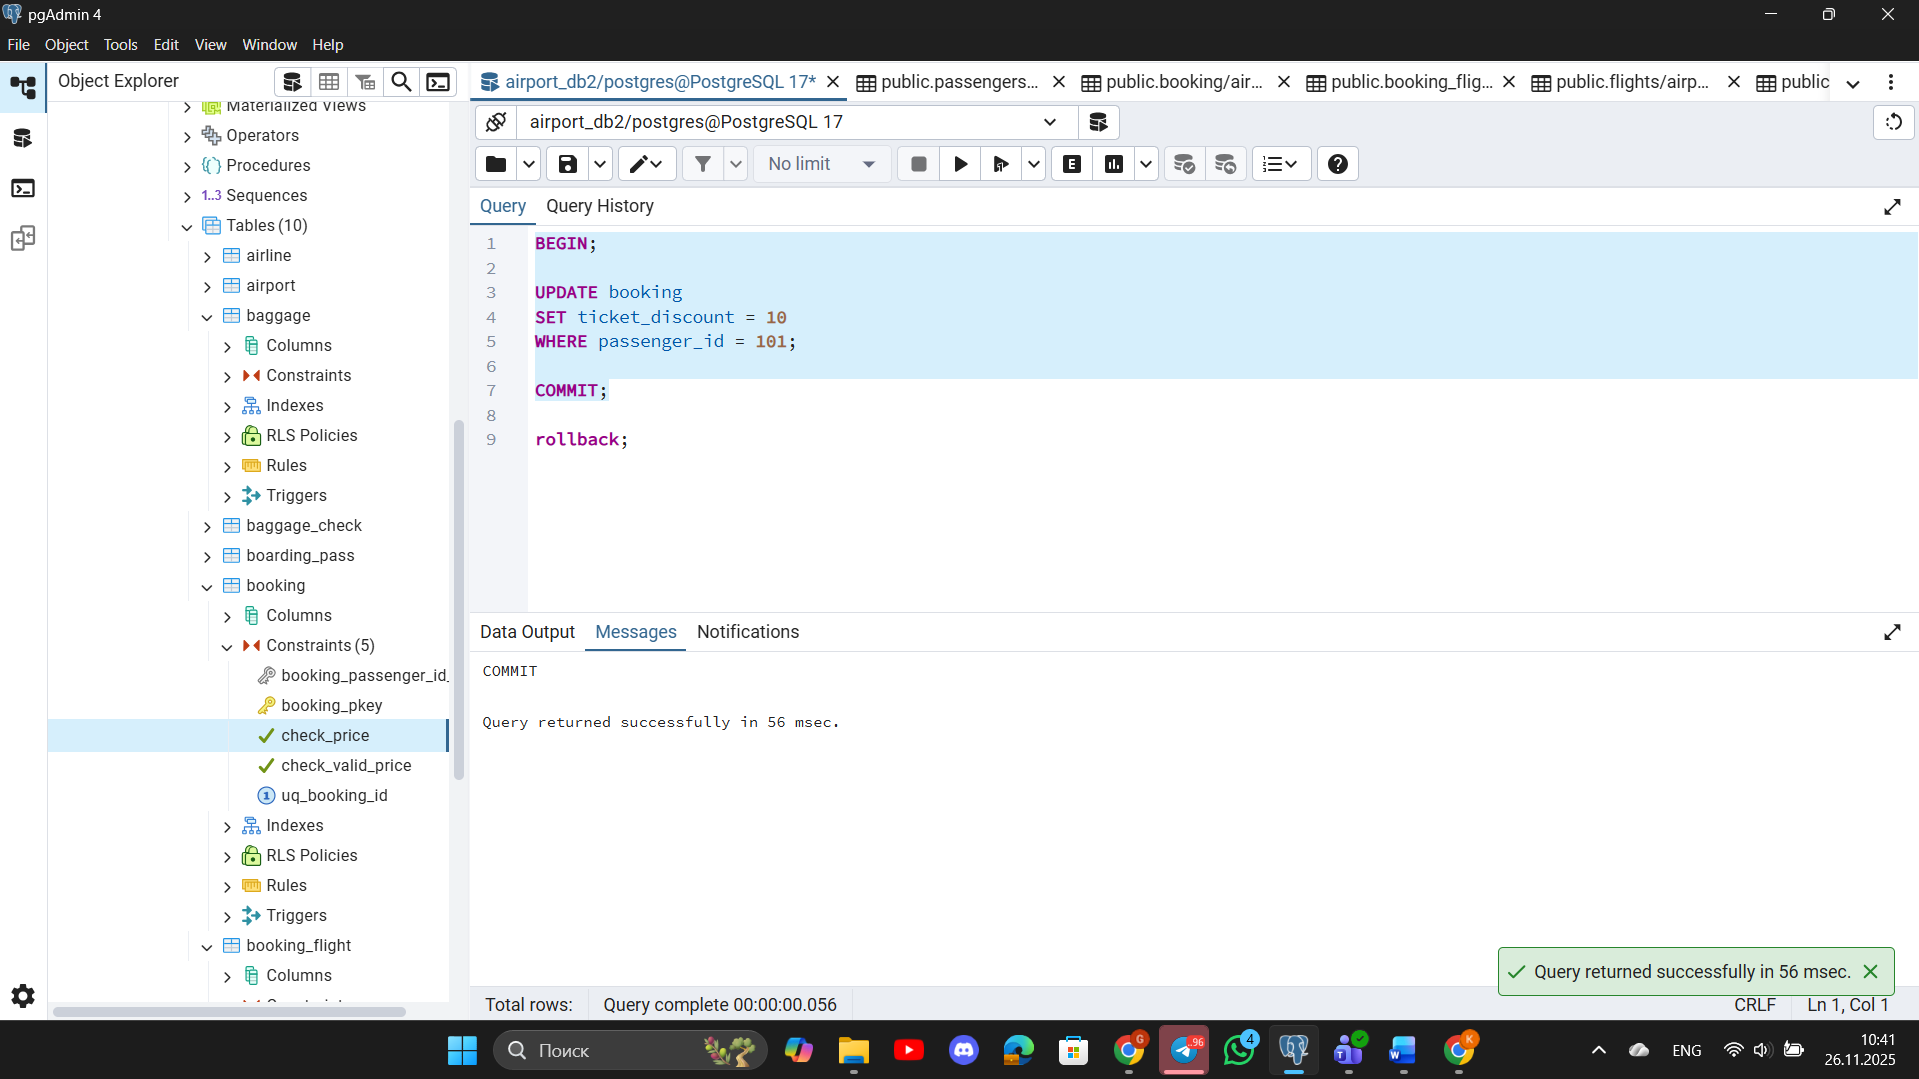 pgAdmin 4
File Object Tools Edit View Window Help
Object Explorer
airport_db2/postgres@PostgreSQL 17*
public.passengers...
public.booking/air...
public.booking_flig...
public.flights/airp...
public
Materialized Views
Operators
Procedures
1..3 Sequences
Tables (10)
airline
airport
baggage
Columns
Constraints
Indexes
RLS Policies
Rules
Triggers
baggage_check
boarding_pass
booking
Columns
Constraints (5)
booking_passenger_id_
booking_pkey
check_price
check_valid_price
1 uq_booking_id
Indexes
RLS Policies
Rules
Triggers
booking_flight
Columns
airport_db2/postgres@PostgreSQL 17
No limit
E
Query Query History
1 BEGIN;
2
3 UPDATE booking
4 SET ticket_discount = 10
5 WHERE passenger_id = 101;
6
7 COMMIT;
8
9 rollback;
Data Output Messages Notifications
COMMIT
Query returned successfully in 56 msec.
Query returned successfully in 56 msec.
Total rows: Query complete 00:00:00.056 CRLF Ln 1, Col 1
Поиск
G
96
4
T
W
K
ENG
10:41
26.11.2025